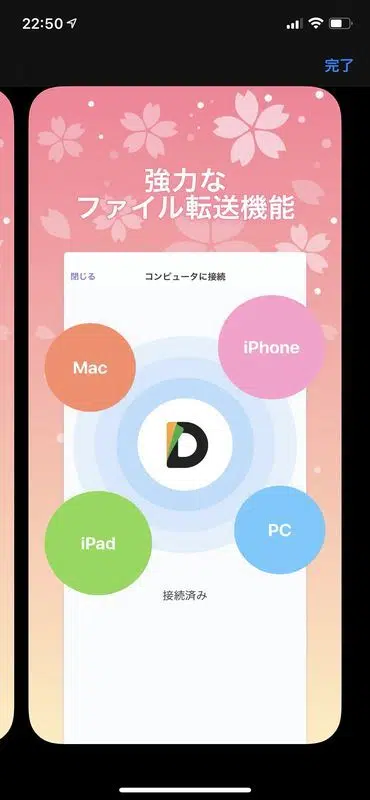 22:50
完了
強力な
ファイル転送機能
閉じる
コンピュータに接続
Mac
iPhone
D
iPad
PC
接続済み